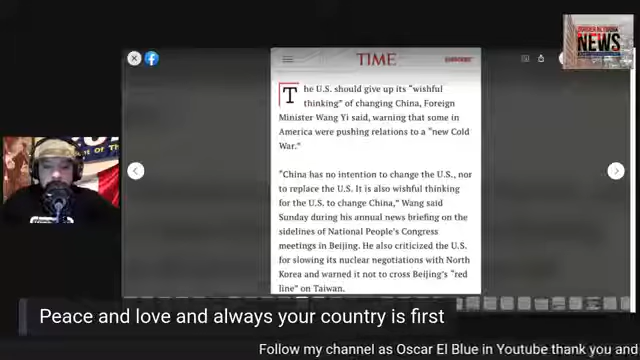 BORDER NETWORK
NEWS
TIME
SUBSCRIBE
The U.S. should give up its “wishful
thinking” of changing China, Foreign
Minister Wang Yi said, warning that some in
America were pushing relations to a “new Cold
War.”
“China has no intention to change the U.S., nor
to replace the U.S. It is also wishful thinking
for the U.S. to change China,” Wang said
Sunday during his annual news briefing on the
sidelines of National People’s Congress
meetings in Beijing. He also criticized the U.S.
for slowing its nuclear negotiations with North
Korea and warned it not to cross Beijing’s “red
line” on Taiwan.
Peace and love and always your country is first
Follow my channel as Oscar El Blue in Youtube thank you and